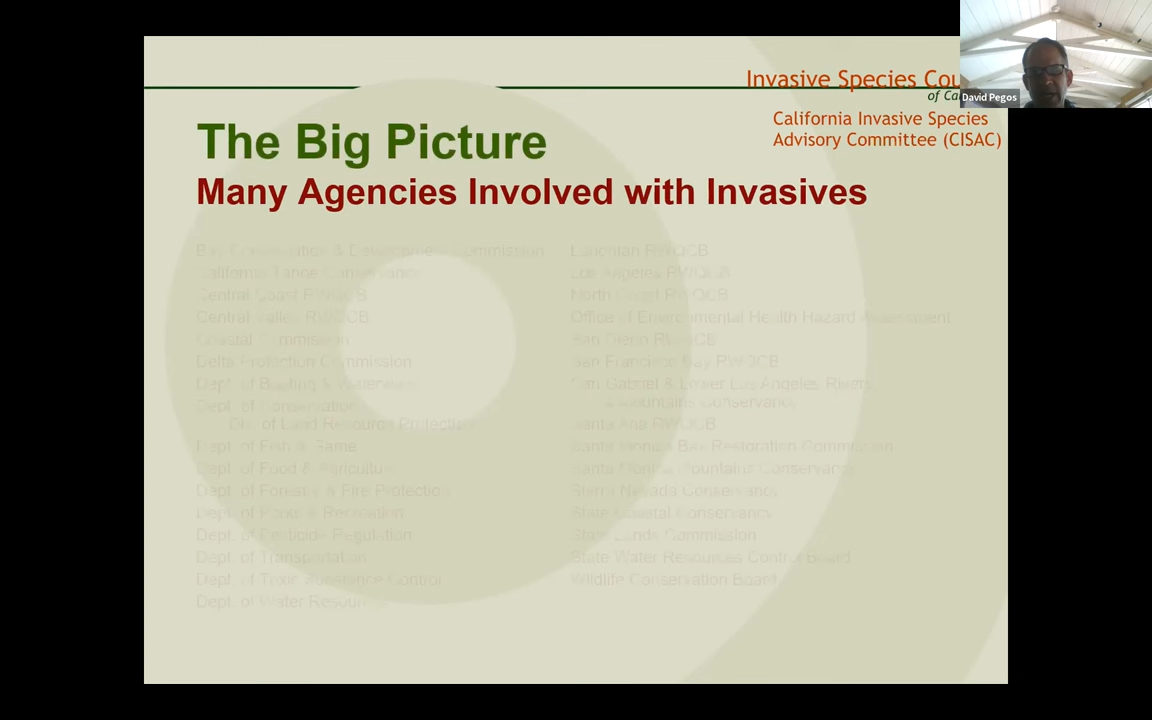 Invasive Species Cou
of Ca
David Pegos
California Invasive Species
Advisory Committee (CISAC)
The Big Picture
Many Agencies Involved with Invasives
Bay Conservation & Development Commission
California Tahoe Conservancy
Central Coast RWQCB
Central Valley RWQCB
Coastal Commission
Delta Protection Commission
Dept. of Boating & Waterways
Dept. of Conservation
Div. of Land Resource Protection
Dept. of Fish & Game
Dept. of Food & Agriculture
Dept. of Forestry & Fire Protection
Dept. of Parks & Recreation
Dept. of Pesticide Regulation
Dept. of Transportation
Dept. of Toxic Substance Control
Dept. of Water Resources
Lahontan RWQCB
Los Angeles RWQCB
North Coast RWQCB
Office of Environmental Health Hazard Assessment
San Diego RWQCB
San Francisco Bay RWQCB
San Gabriel & Lower Los Angeles Rivers
& Mountains Conservancy
Santa Ana RWQCB
Santa Monica Bay Restoration Commission
Santa Monica Mountains Conservancy
Sierra Nevada Conservancy
State Coastal Conservancy
State Lands Commission
State Water Resources Control Board
Wildlife Conservation Board